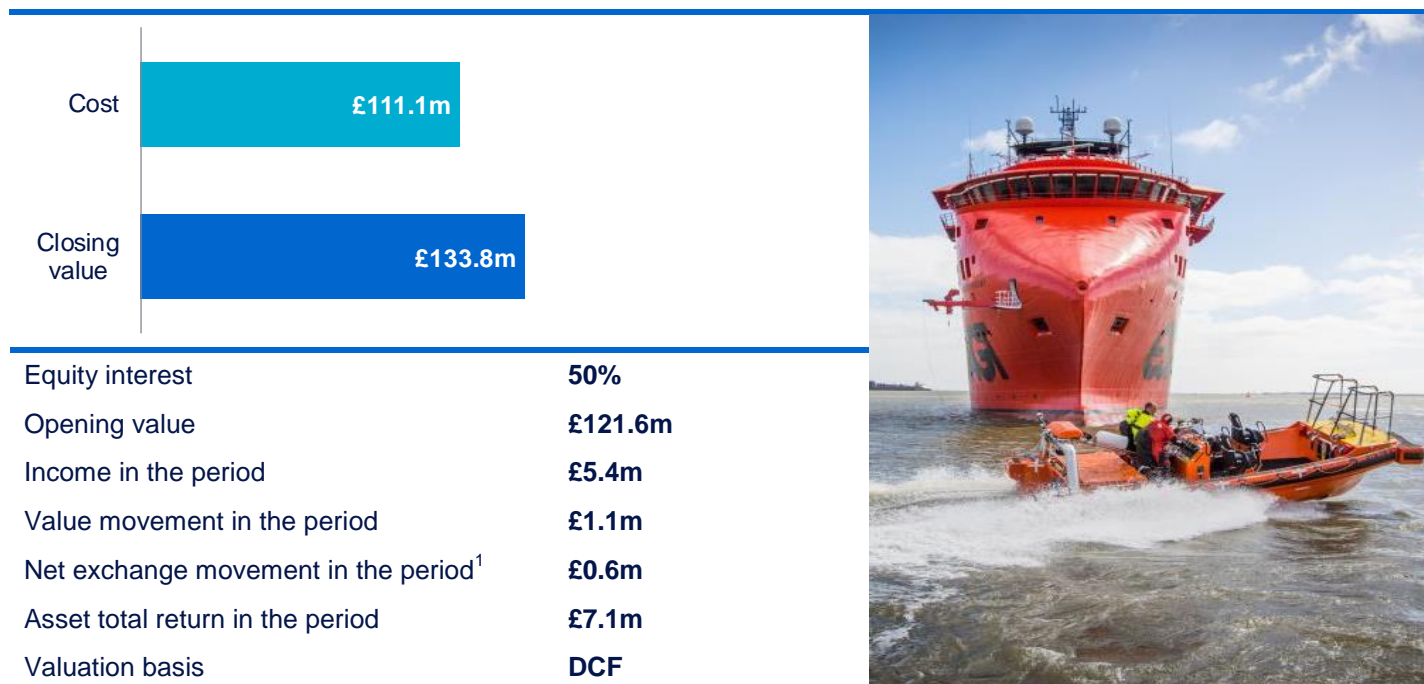 Cost
£111.1m
Closing
value
£133.8m
Equity interest 50%
Opening value £121.6m
Income in the period £5.4m
Value movement in the period £1.1m
Net exchange movement in the period¹ £0.6m
Asset total return in the period £7.1m
Valuation basis DCF